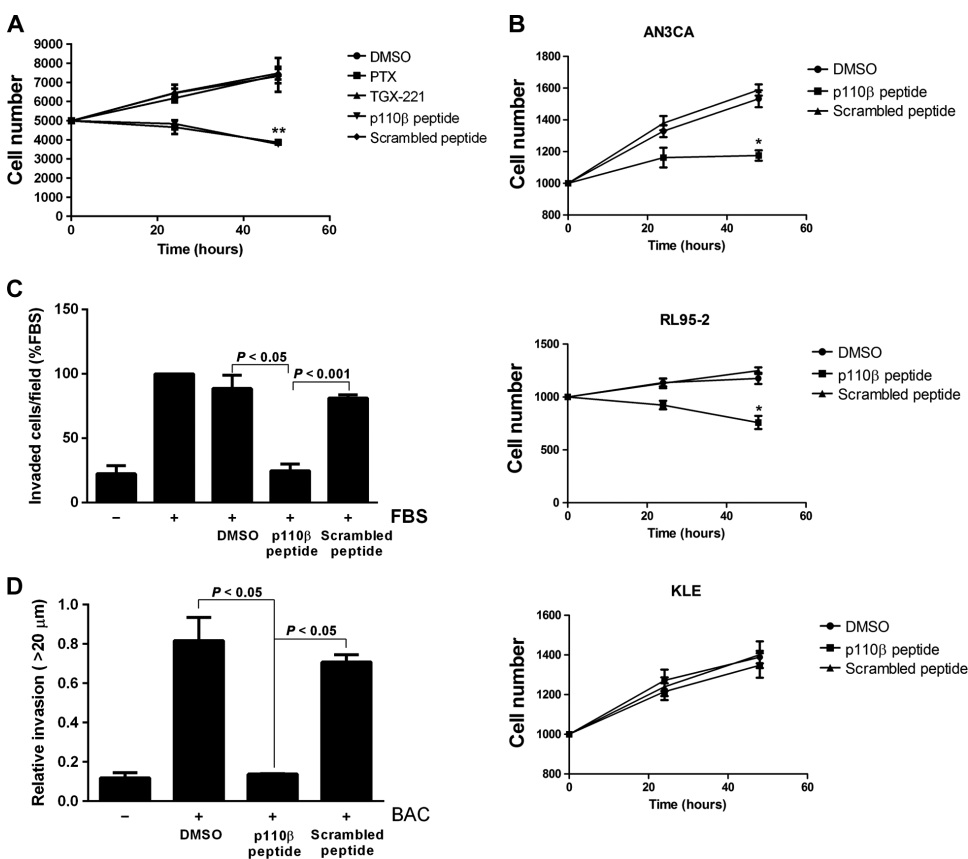 A
Cell number
9000
8000
7000
6000
5000
4000
3000
2000
1000
0
**
0
20
40
60
Time (hours)
DMSO
PTX
TGX-221
p110β peptide
Scrambled peptide
B
AN3CA
Cell number
1800
1600
1400
1200
1000
800
*
0
20
40
60
Time (hours)
DMSO
p110β peptide
Scrambled peptide
C
Invaded cells/field (%FBS)
150
100
50
0
P < 0.05
P < 0.001
– + + + + FBS
DMSO p110β Scrambled
peptide peptide
RL95-2
Cell number
1500
1000
500
0
*
0
20
40
60
Time (hours)
DMSO
p110β peptide
Scrambled peptide
D
Relative invasion ( >20 μm)
1.0
0.8
0.6
0.4
0.2
0.0
P < 0.05
P < 0.05
– + + + BAC
DMSO p110β Scrambled
peptide peptide
KLE
Cell number
1600
1400
1200
1000
800
0
20
40
60
Time (hours)
DMSO
p110β peptide
Scrambled peptide